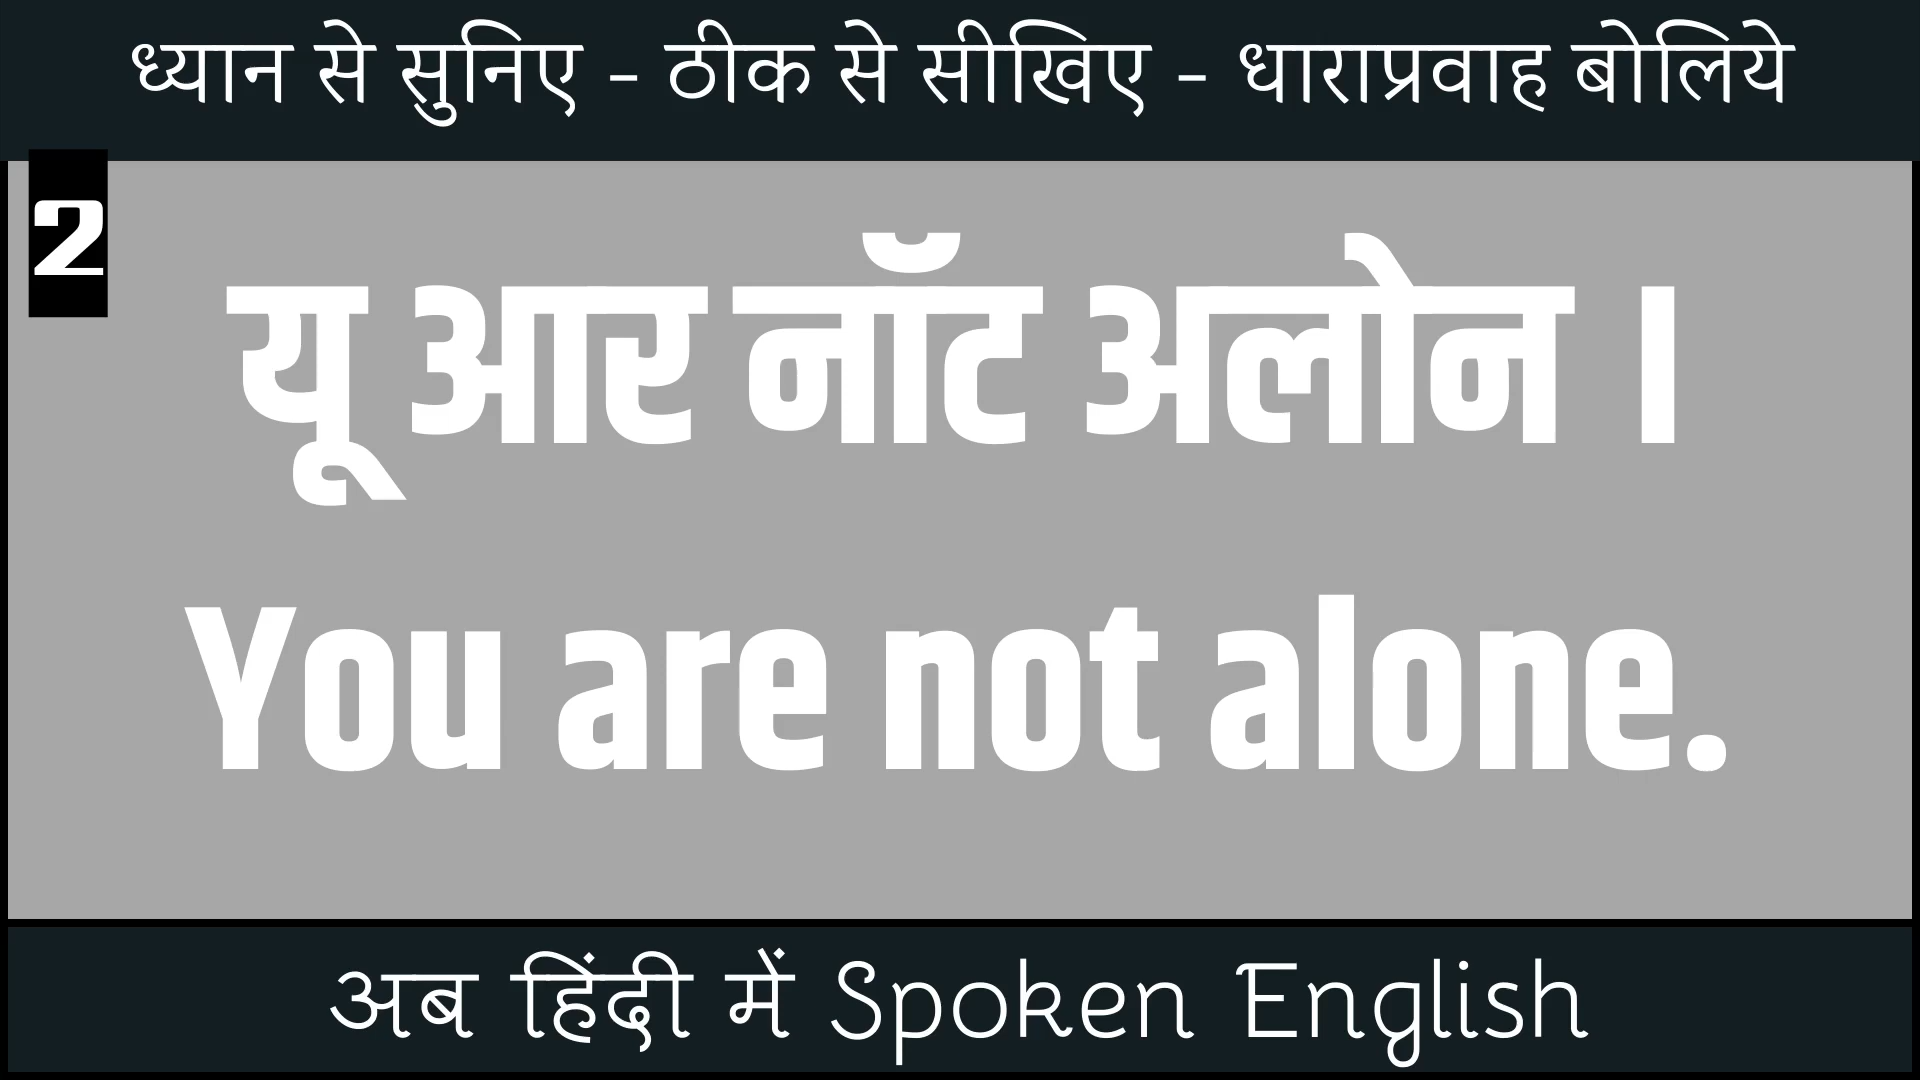 ध्यान से सुनिए - ठीक से सीखिए - धाराप्रवाह बोलिये
2
यू आर नॉट अलोन ।
You are not alone.
अब हिंदी में Spoken English